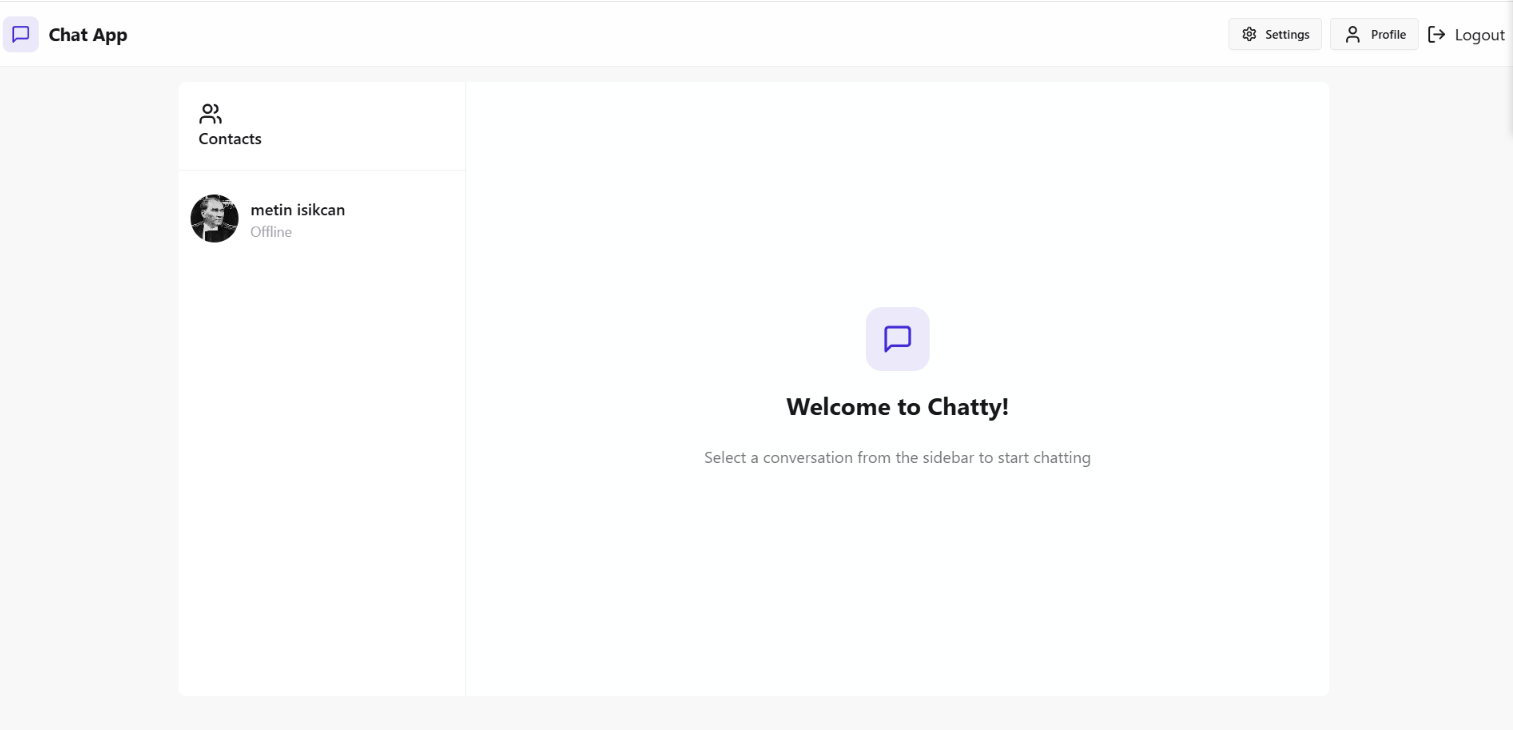 Chat App
Settings
Profile
Logout
Contacts
metin isikcan
Offline
Welcome to Chatty!
Select a conversation from the sidebar to start chatting